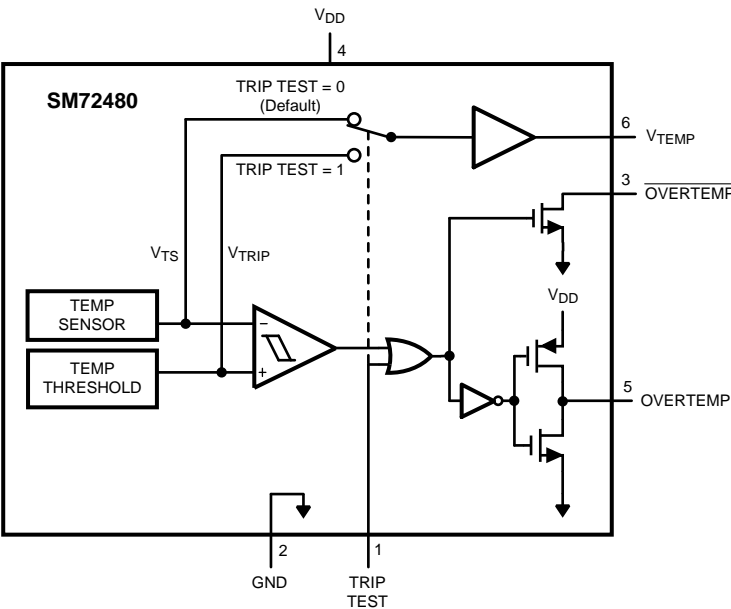 VDD
4
SM72480
TRIP TEST = 0
(Default)
6
VTEMP
TRIP TEST = 1
3
OVERTEMP
VTS
VTRIP
VDD
TEMP
SENSOR
−
TEMP
THRESHOLD
+
5
OVERTEMP
2
1
GND
TRIP
TEST